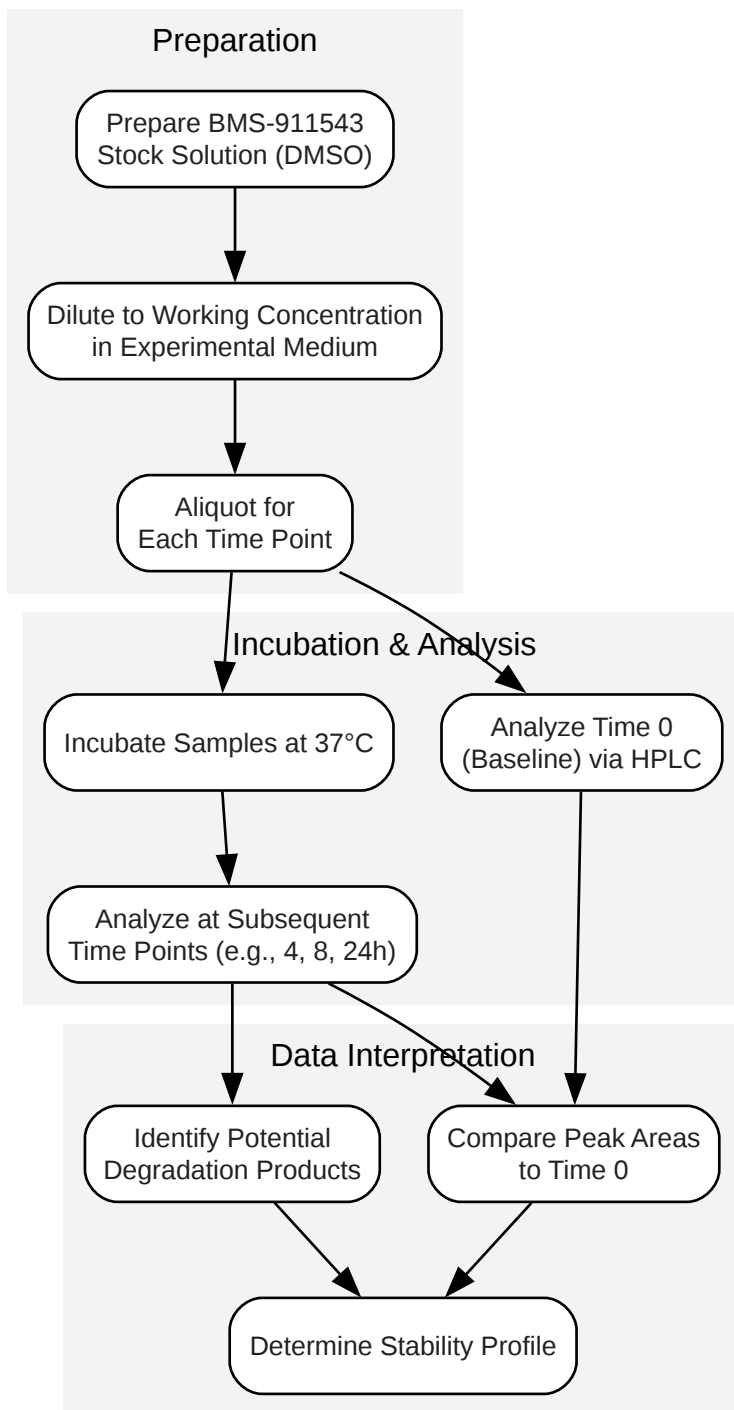 Preparation
Prepare BMS-911543
Stock Solution (DMSO)
Dilute to Working Concentration
in Experimental Medium
Aliquot for
Each Time Point
Incubation & Analysis
Incubate Samples at 37°C
Analyze Time 0
(Baseline) via HPLC
Analyze at Subsequent
Time Points (e.g., 4, 8, 24h)
Data Interpretation
Identify Potential
Degradation Products
Compare Peak Areas
to Time 0
Determine Stability Profile